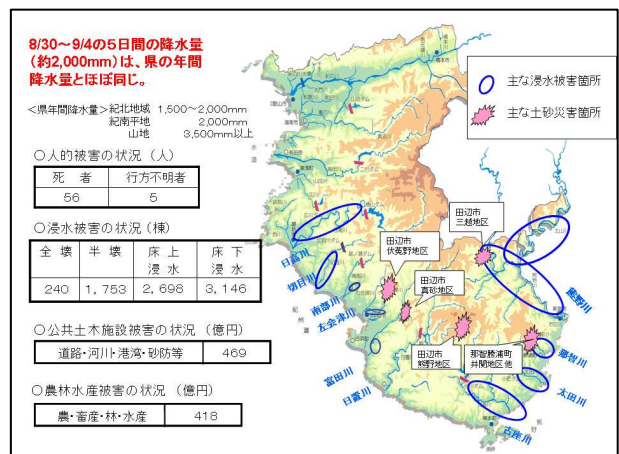 8/30～9/4の5日間の降水量
（約2,000mm）は、県の年間
降水量とほぼ同じ。
＜県年間降水量＞紀北地域 1,500～2,000mm
紀南平地 2,000mm
山地 3,500mm以上
○人的被害の状況（人）
死 者 行方不明者
56 5
○浸水被害の状況（棟）
全 壊 半 壊 床 上 浸 水 床 下 浸 水
240 1,753 2,698 3,146
○公共土木施設被害の状況（億円）
道路・河川・港湾・砂防等 469
○農林水産被害の状況（億円）
農・畜産・林・水産 418
主な浸水被害箇所
主な土砂災害箇所
田辺市
三越地区
田辺市
伏菟野地区
田辺市
真砂地区
田辺市
熊野地区
那智勝浦町
井関地区他
日高川
切目川
南部川
左会津川
富田川
日置川
古座川
太田川
那智川
熊野川
水道
紀州灘